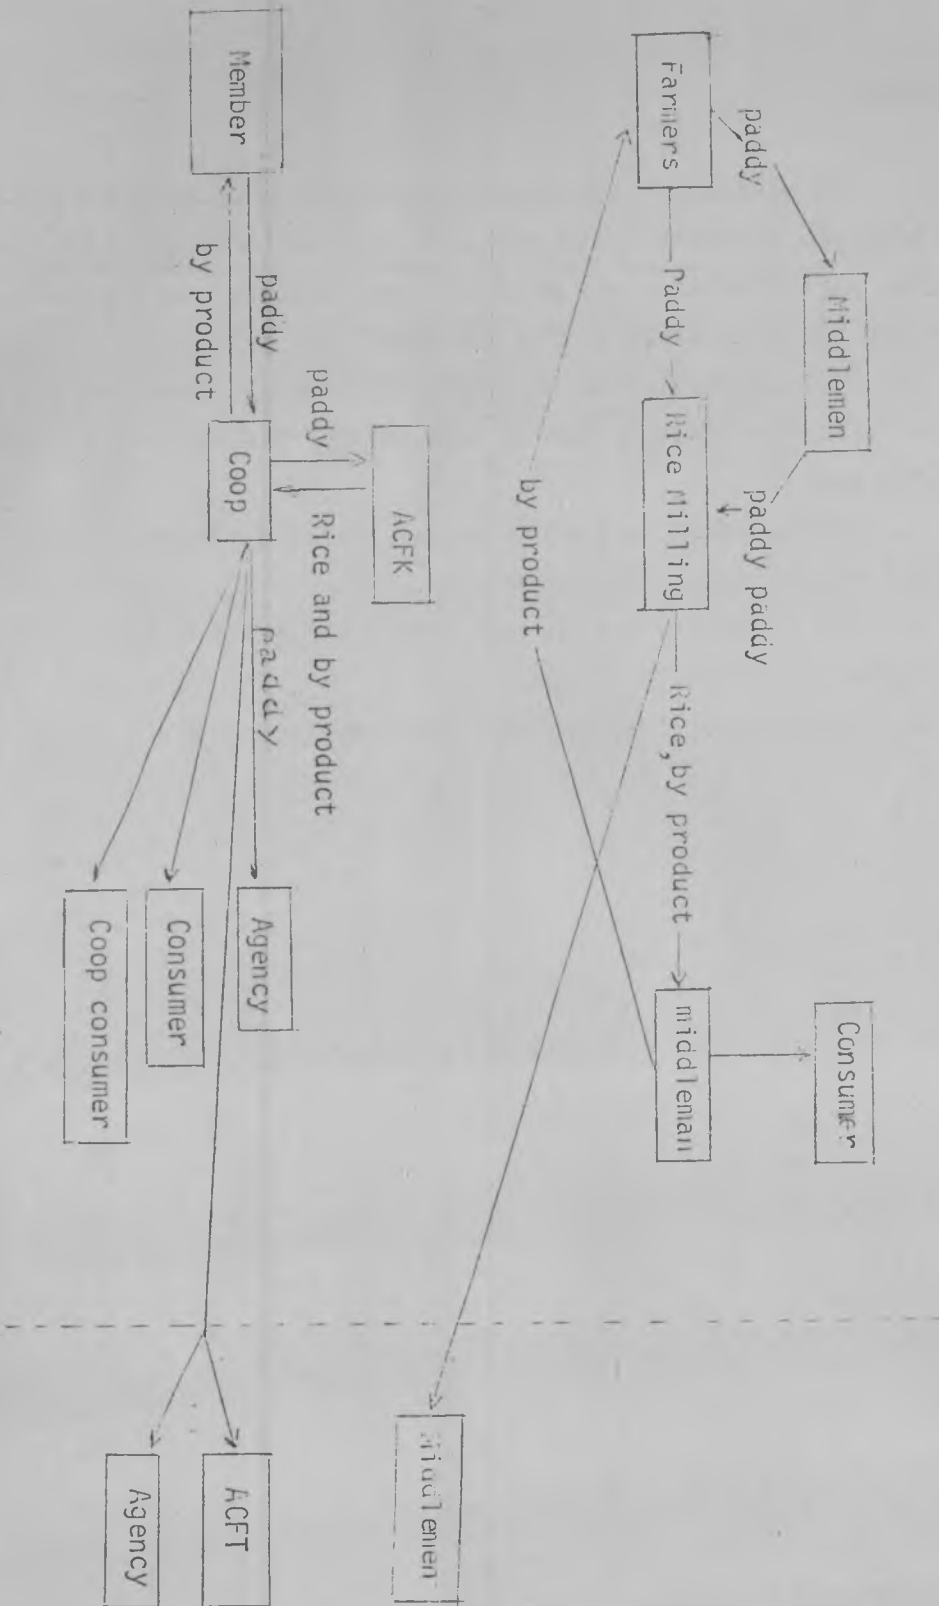 Middlemen
Consumer
paddy
paddy paddy
Farmers
Paddy
Rice Milling
Rice, by product
middleman
by product
Middlemen
ACFK
paddy
Rice and by product
Member
paddy
by product
Coop
paddy
Agency
Consumer
Coop consumer
ACFT
Agency